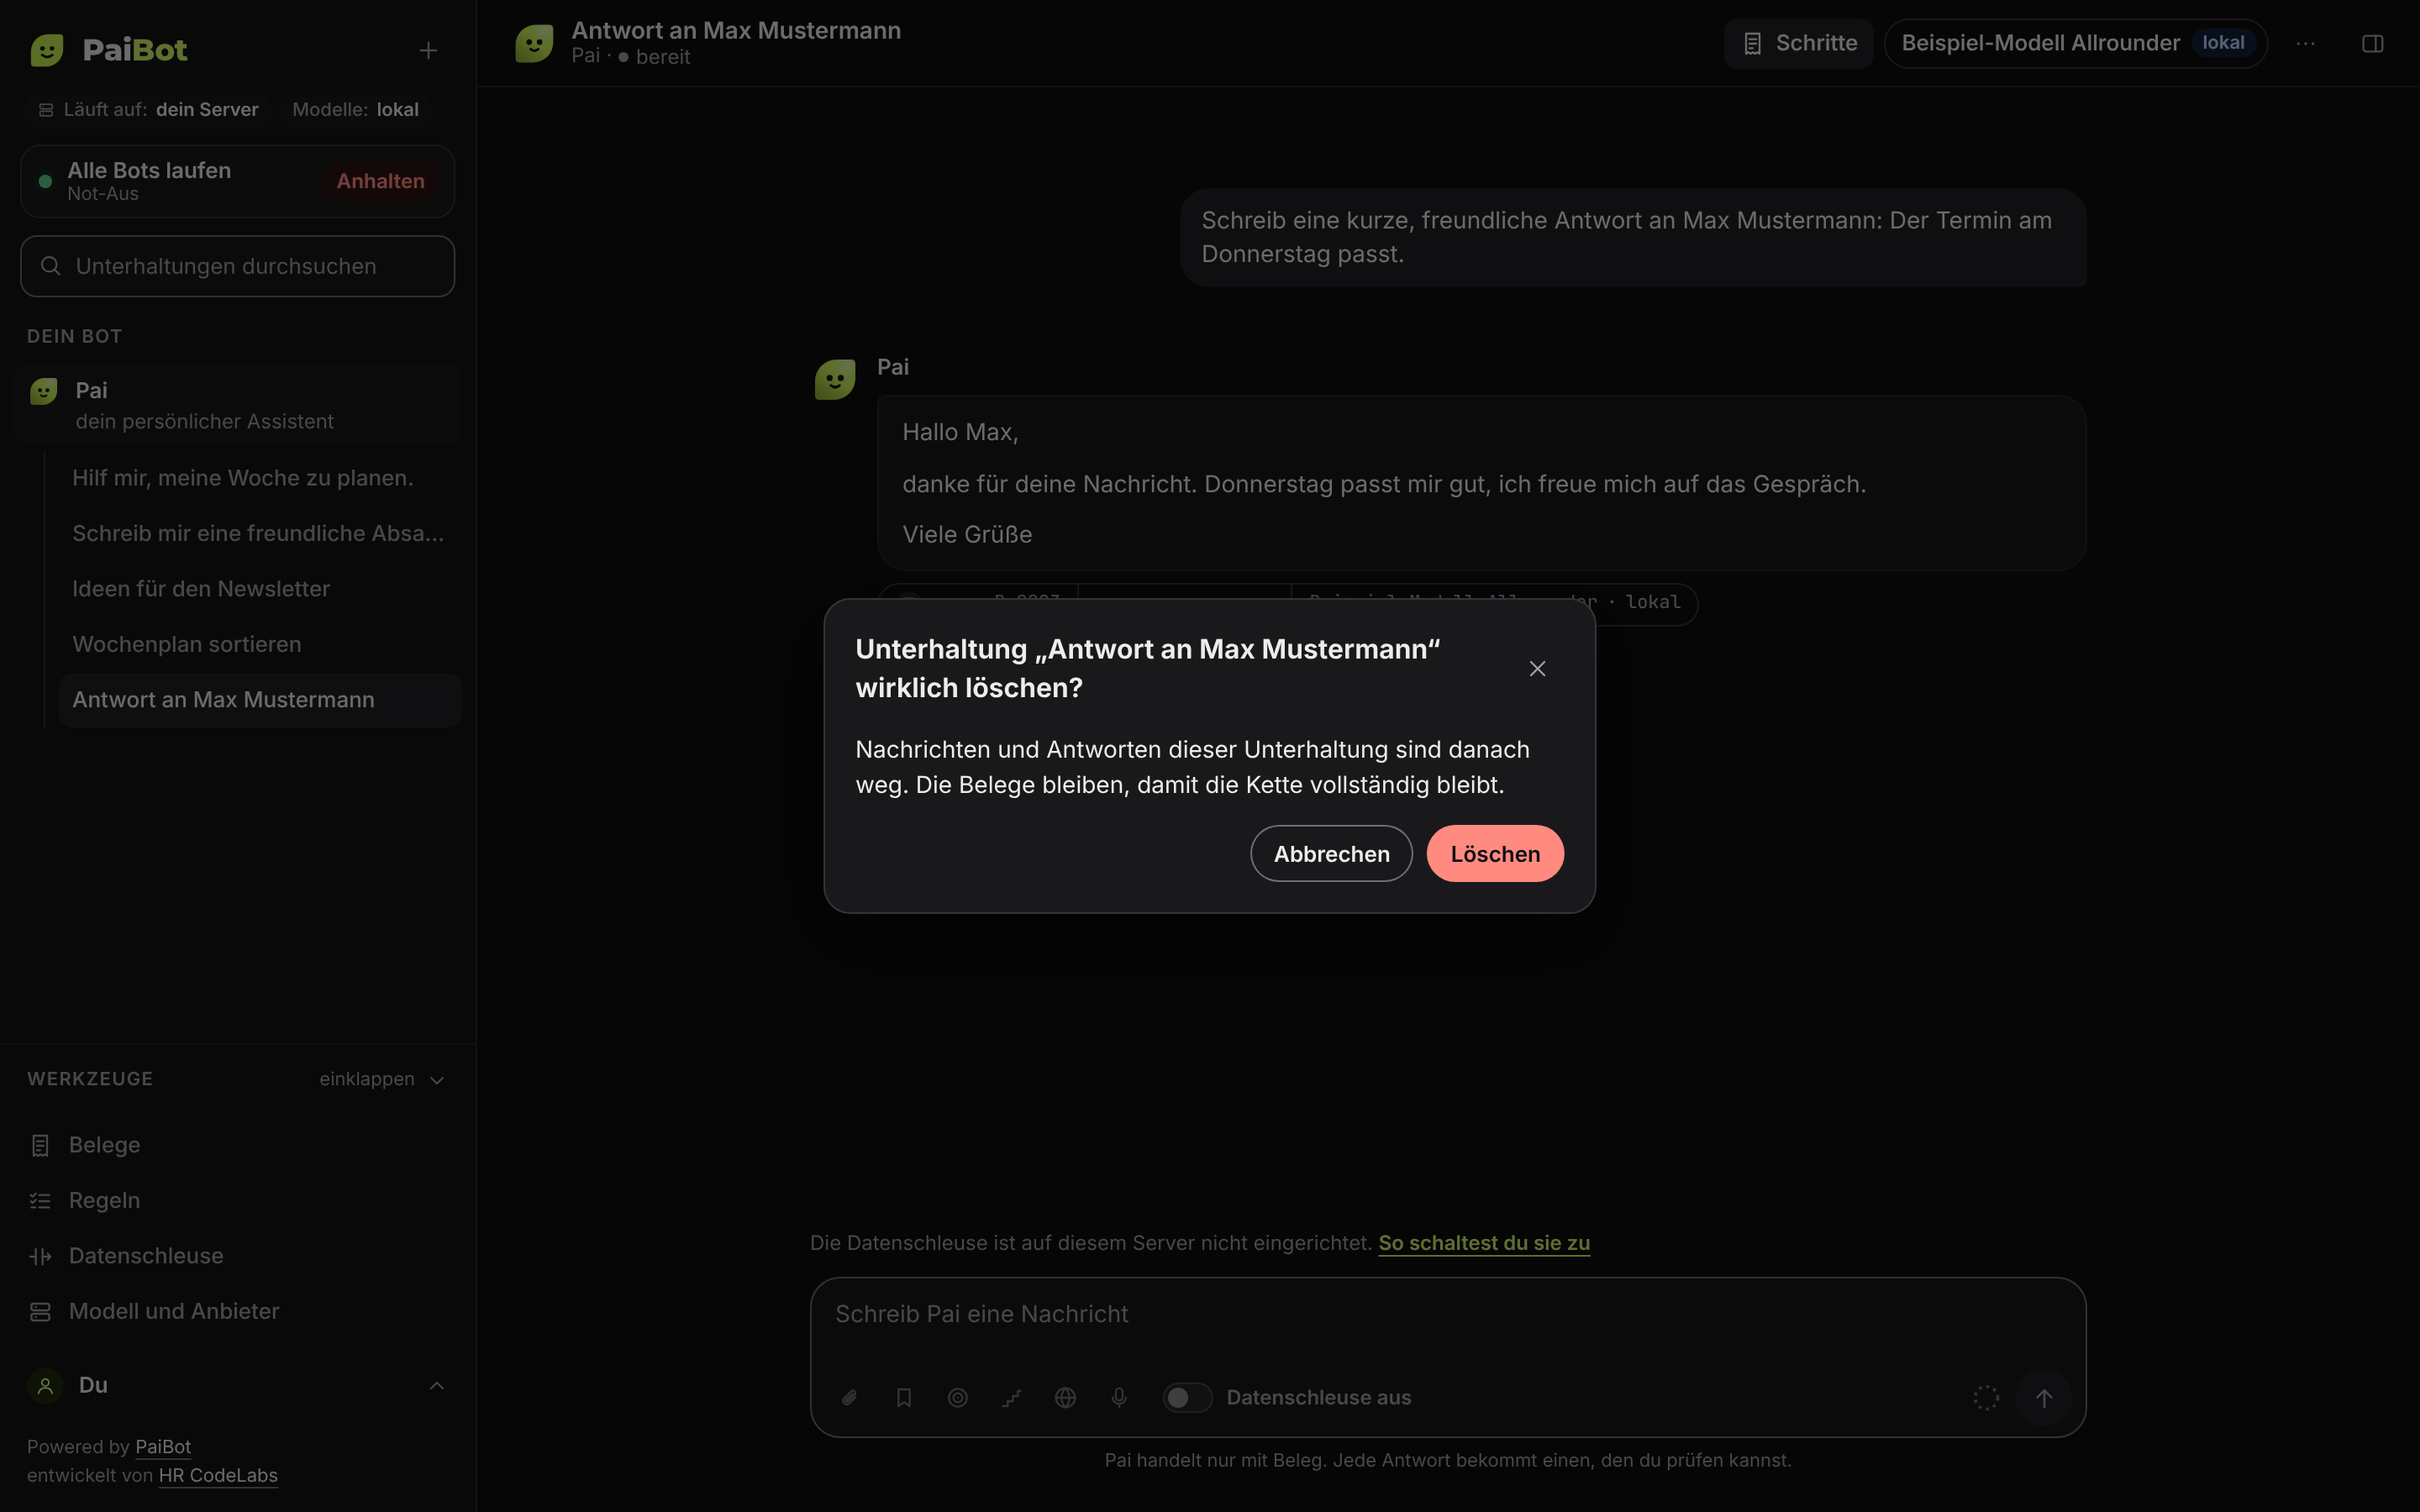 PaiBot
Läuft auf: dein Server Modelle: lokal
Alle Bots laufen
Not-Aus
Anhalten
Unterhaltungen durchsuchen
DEIN BOT
Pai
dein persönlicher Assistent
Hilf mir, meine Woche zu planen.
Schreib mir eine freundliche Absa...
Ideen für den Newsletter
Wochenplan sortieren
Antwort an Max Mustermann
WERKZEUGE einklappen
Belege
Regeln
Datenschleuse
Modell und Anbieter
Du
Powered by PaiBot
entwickelt von HR CodeLabs
Antwort an Max Mustermann
Pai · bereit
Schritte
Beispiel-Modell Allrounder lokal
Schreib eine kurze, freundliche Antwort an Max Mustermann: Der Termin am
Donnerstag passt.
Pai
Hallo Max,
danke für deine Nachricht. Donnerstag passt mir gut, ich freue mich auf das Gespräch.
Viele Grüße
· lokal
Unterhaltung „Antwort an Max Mustermann“
wirklich löschen?
Nachrichten und Antworten dieser Unterhaltung sind danach
weg. Die Belege bleiben, damit die Kette vollständig bleibt.
Abbrechen Löschen
Die Datenschleuse ist auf diesem Server nicht eingerichtet. So schaltest du sie zu
Schreib Pai eine Nachricht
Datenschleuse aus
Pai handelt nur mit Beleg. Jede Antwort bekommt einen, den du prüfen kannst.